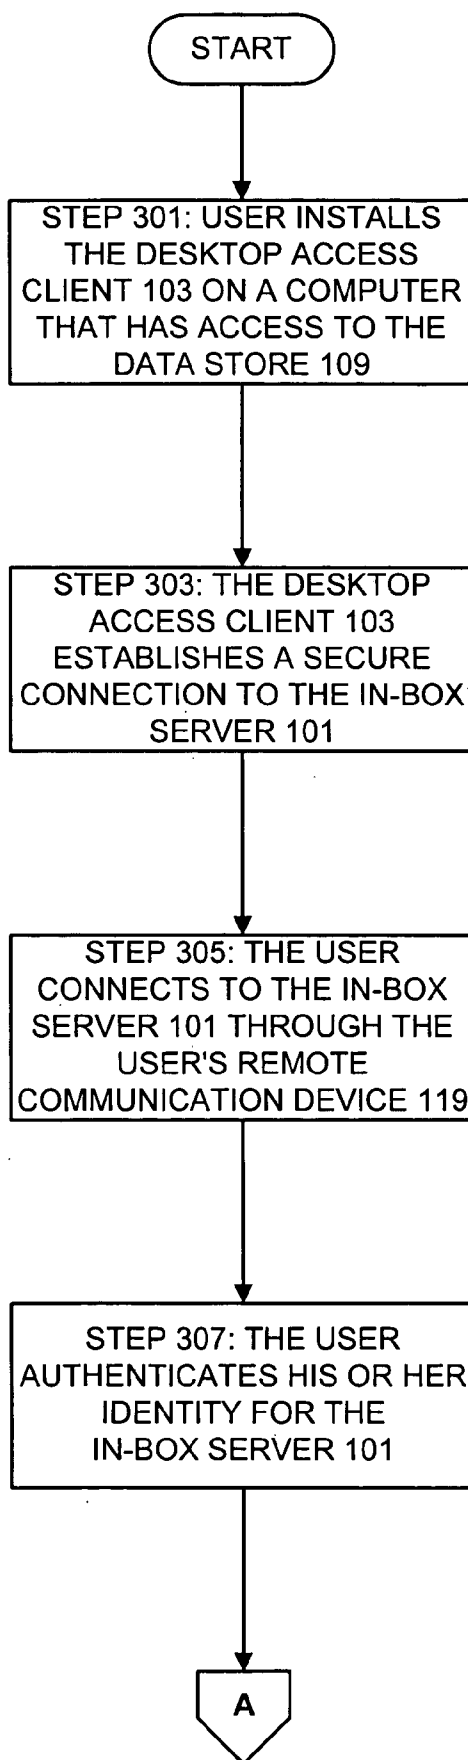 START
STEP 301: USER INSTALLS
THE DESKTOP ACCESS
CLIENT 103 ON A COMPUTER
THAT HAS ACCESS TO THE
DATA STORE 109
STEP 303: THE DESKTOP
ACCESS CLIENT 103
ESTABLISHES A SECURE
CONNECTION TO THE IN-BOX
SERVER 101
STEP 305: THE USER
CONNECTS TO THE IN-BOX
SERVER 101 THROUGH THE
USER'S REMOTE
COMMUNICATION DEVICE 119
STEP 307: THE USER
AUTHENTICATES HIS OR HER
IDENTITY FOR THE
IN-BOX SERVER 101
A